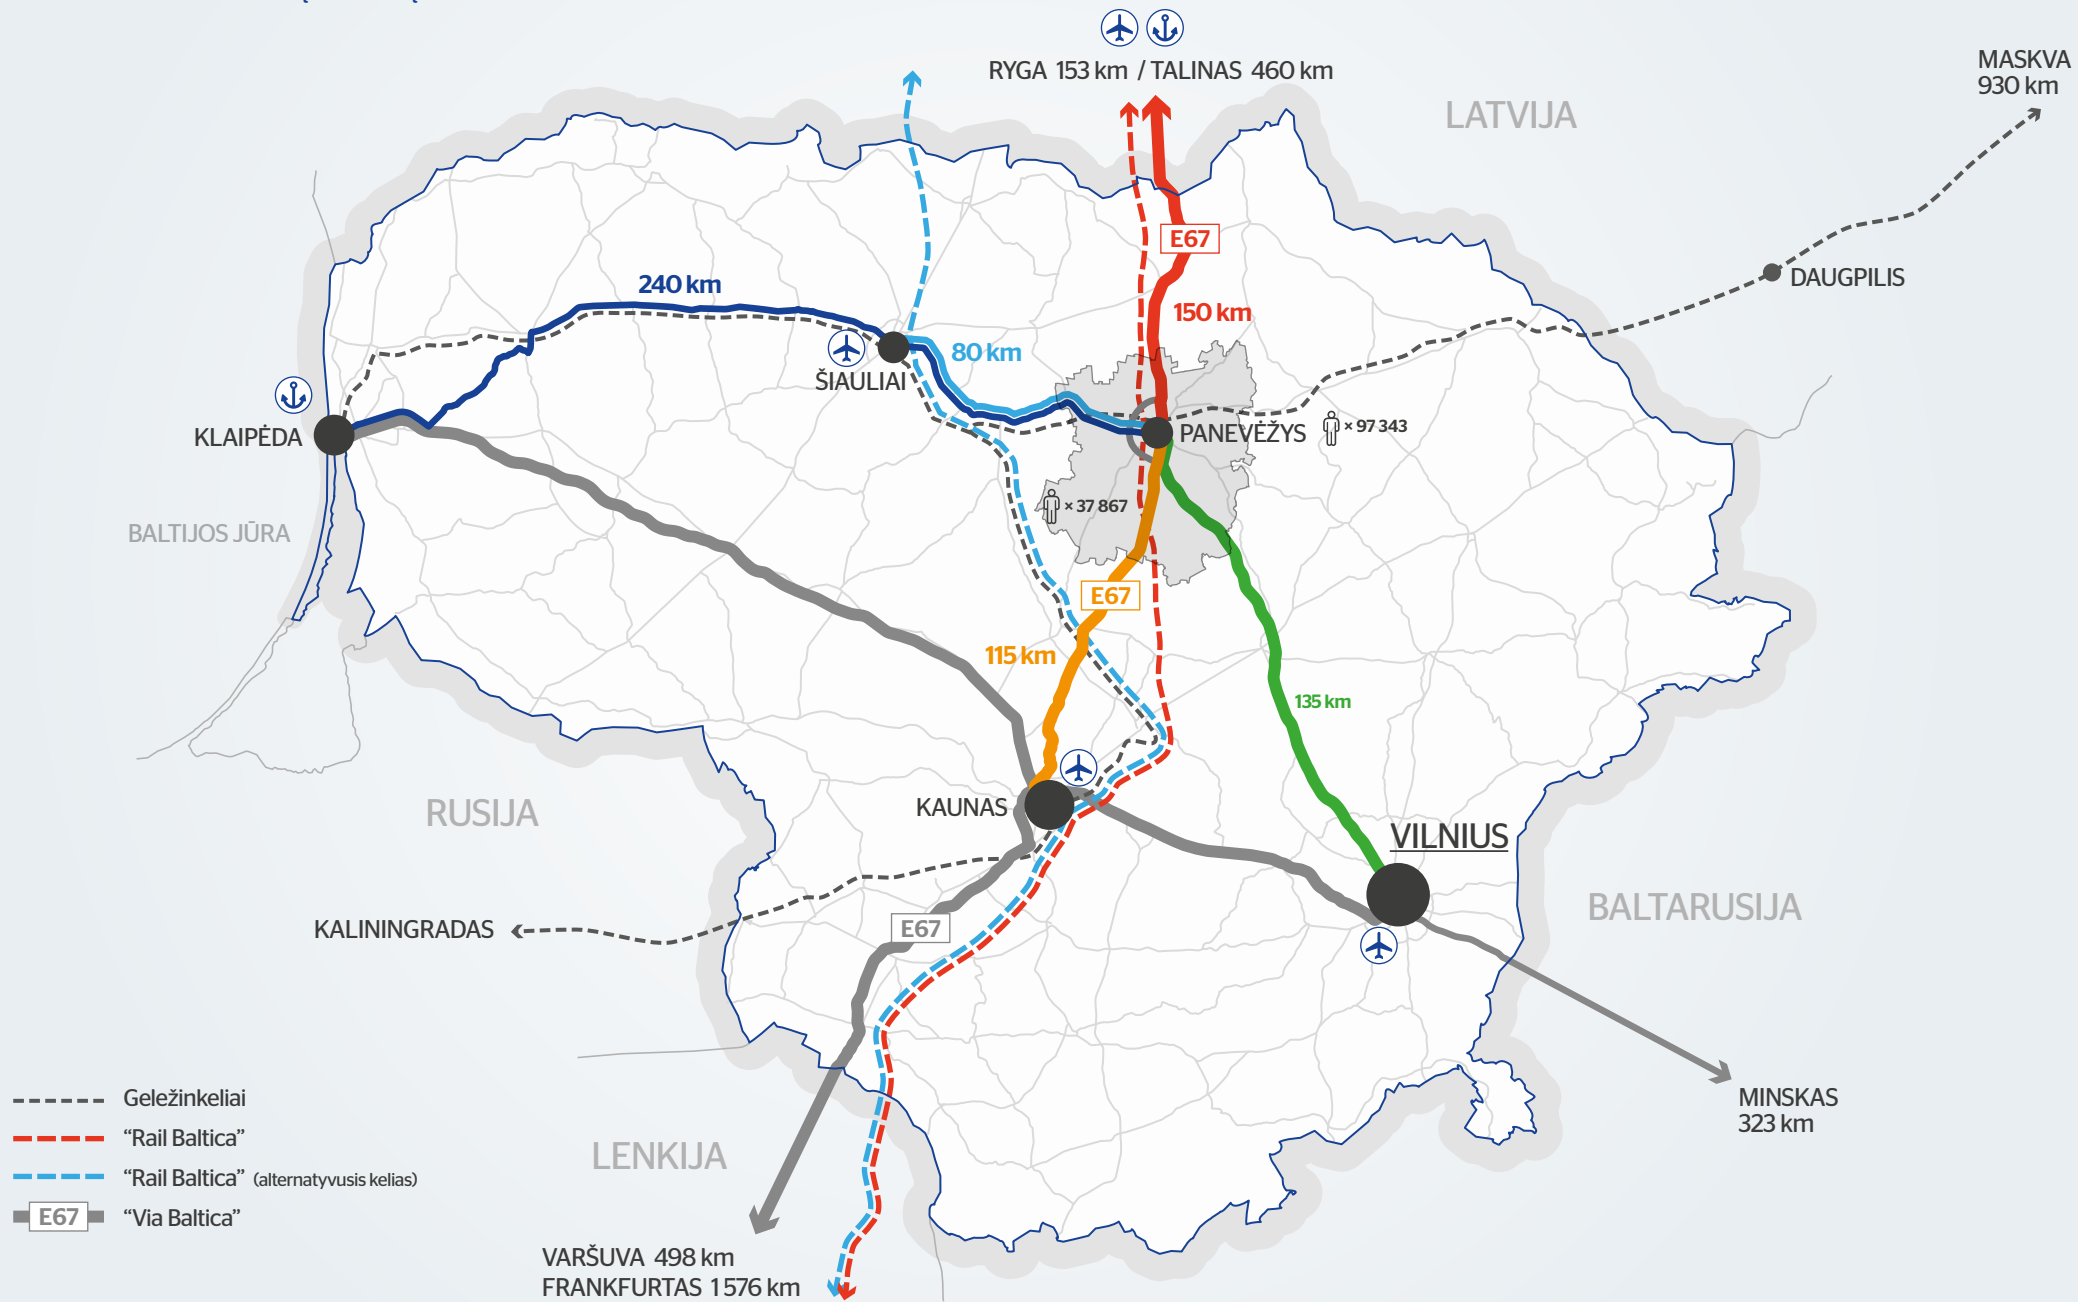 RYGA 153 km / TALINAS 460 km
MASKVA
930 km
LATVIJA
E67
DAUGPILIS
240 km
150 km
80 km
ŠIAULIAI
KLAIPĖDA
PANEVĖŽYS
× 97 343
× 37 867
BALTIJOS JŪRA
E67
115 km
135 km
RUSIJA
KAUNAS
VILNIUS
BALTARUSIJA
KALININGRADAS
E67
MINSKAS
323 km
LENKIJA
Geležinkeliai
“Rail Baltica”
“Rail Baltica” (alternatyvusis kelias)
E67 “Via Baltica”
VARŠUVA 498 km
FRANKFURTAS 1 576 km